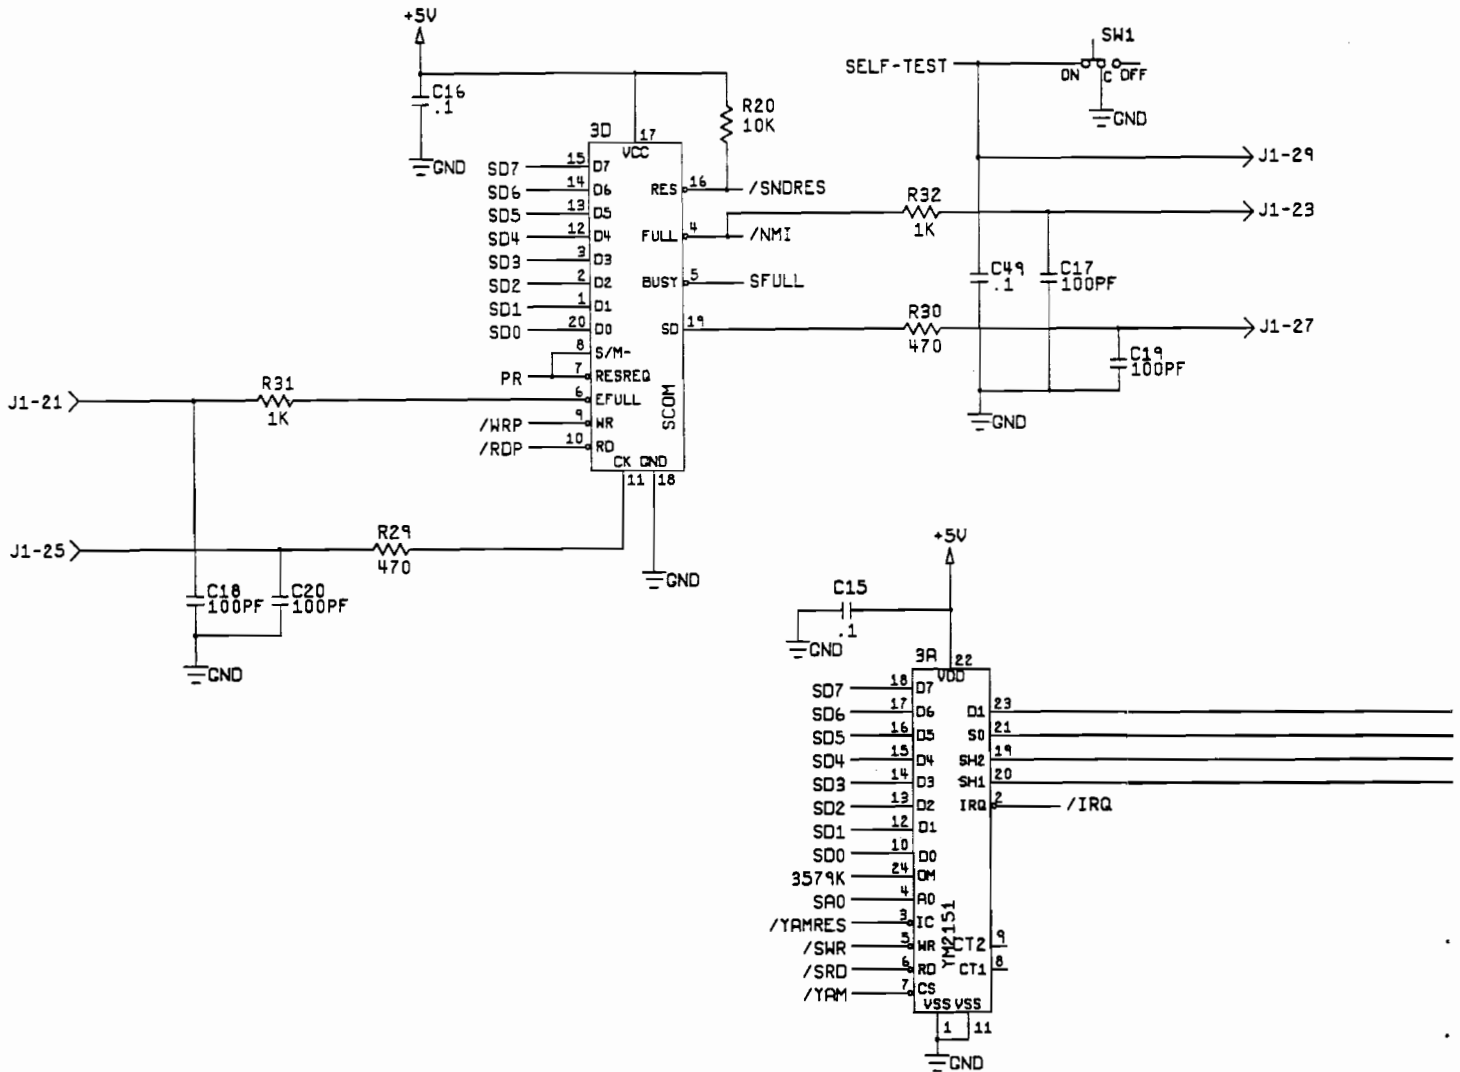 +5V
SW1
SELF-TEST
ON C OFF
GND
C16
.1
GND
R20
10K
3D
17
VCC
SD7 15 D7
SD6 14 D6
SD5 13 D5
SD4 12 D4
SD3 3 D3
SD2 2 D2
SD1 1 D1
SD0 20 D0
8 S/M-
PR 7 RESREQ
6 EFULL
/WRP 9 WR
/RDP 10 RD
RES 16 /SNDRES
FULL 4 /NMI
BUSY 5 SFULL
SD 19
SCOM
CK GND
11 18
GND
J1-29
R32
1K
J1-23
C49
.1
C17
100PF
R30
470
J1-27
C19
100PF
GND
J1-21
R31
1K
J1-25
R29
470
C18
100PF
C20
100PF
GND
+5V
C15
.1
GND
3A
22
VDD
SD7 18 D7
SD6 17 D6
SD5 16 D5
SD4 15 D4
SD3 14 D3
SD2 13 D2
SD1 12 D1
SD0 10 D0
3579K 24 OM
SA0 4 A0
/YAMRES 3 IC
/SWR 5 WR
/SRD 6 RD
/YAM 7 CS
D1 23
SO 21
SH2 19
SH1 20
IRQ 2 /IRQ
YM2151
CT2 9
CT1 8
VSS VSS
1 11
GND